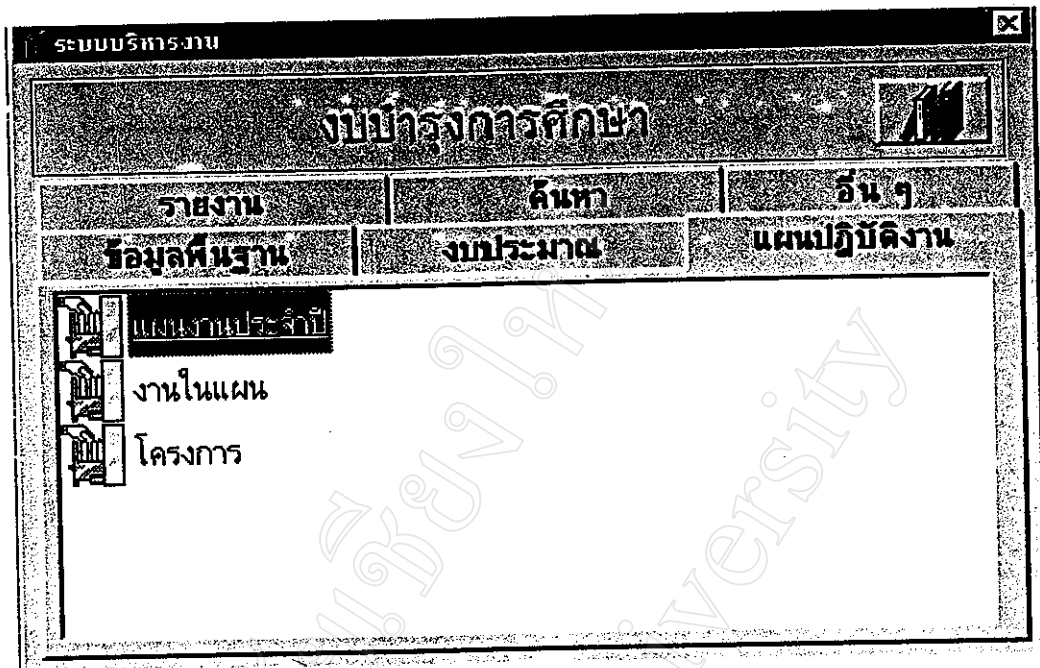 ระบบบริหารงาน
งบบำรุงการศึกษา
รายงาน ค้นหา อื่น ๆ
ข้อมูลพื้นฐาน งบประมาณ แผนปฏิบัติงาน
แผนงานประจำปี
งานในแผน
โครงการ